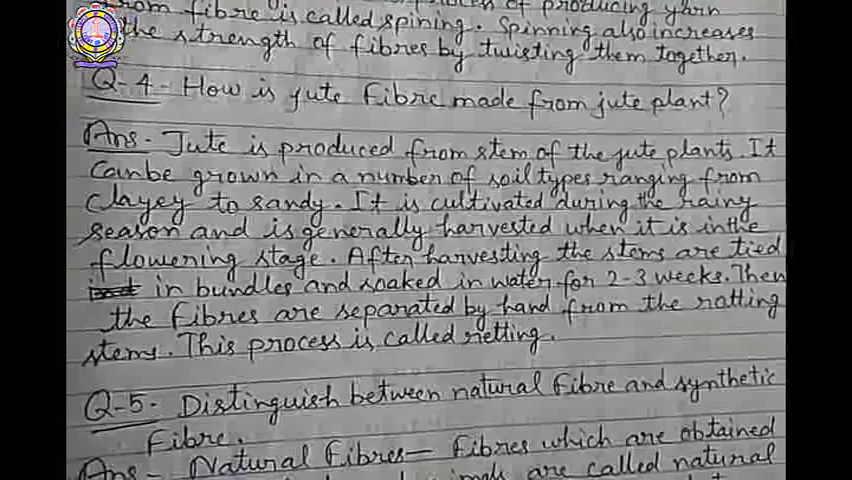 from fibre is called spining. Spinning also increases
the strength of fibres by twisting them together.
Q-4- How is jute Fibre made from jute plant?
Ans- Jute is produced from stem of the jute plants. It
canbe grown in a number of soil types ranging from
clayey to sandy. It is cultivated during the rainy
season and is generally harvested when it is in the
flowering stage. After harvesting the stems are tied
in bundles and soaked in water for 2-3 weeks. Then
the fibres are separated by hand from the rotting
stems. This process is called retting.
Q-5- Distinguish between natural Fibre and synthetic
Fibre.
Ans- Natural Fibres— Fibres which are obtained
are called natural